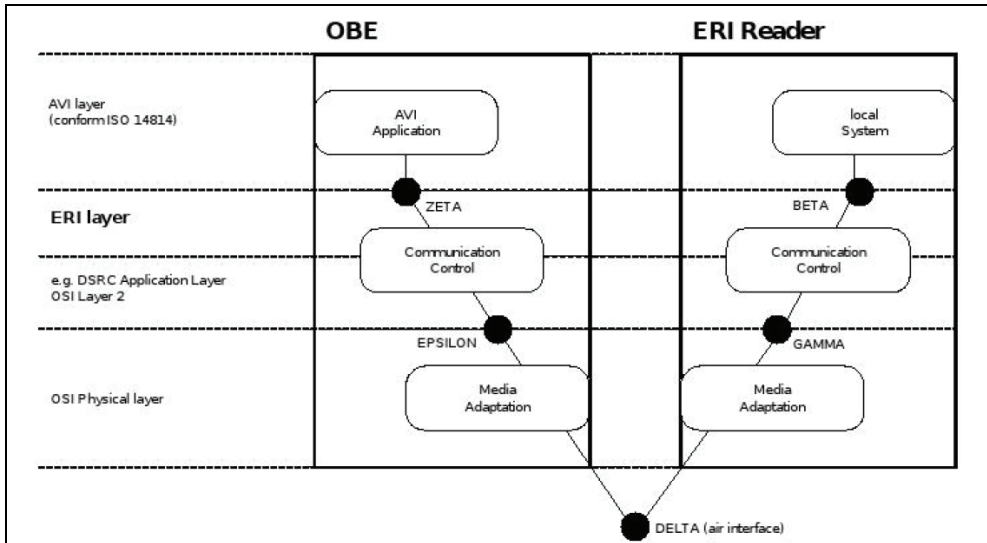 OBE
ERI Reader
AVI layer
(conform ISO 14814)
AVI
Application
local
System
ZETA
BETA
ERI layer
Communication
Control
Communication
Control
e.g. DSRC Application Layer
OSI Layer 2
EPSILON
GAMMA
OSI Physical layer
Media
Adaptation
Media
Adaptation
DELTA (air interface)